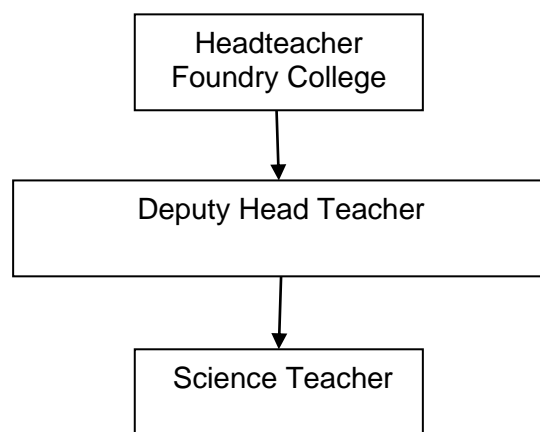 Headteacher
Foundry College
Deputy Head Teacher
Science Teacher